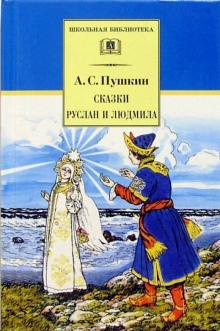 ШКОЛЬНАЯ БИБЛИОТЕКА
А. С. Пушкин
СКАЗКИ
РУСЛАН И ЛЮДМИЛА